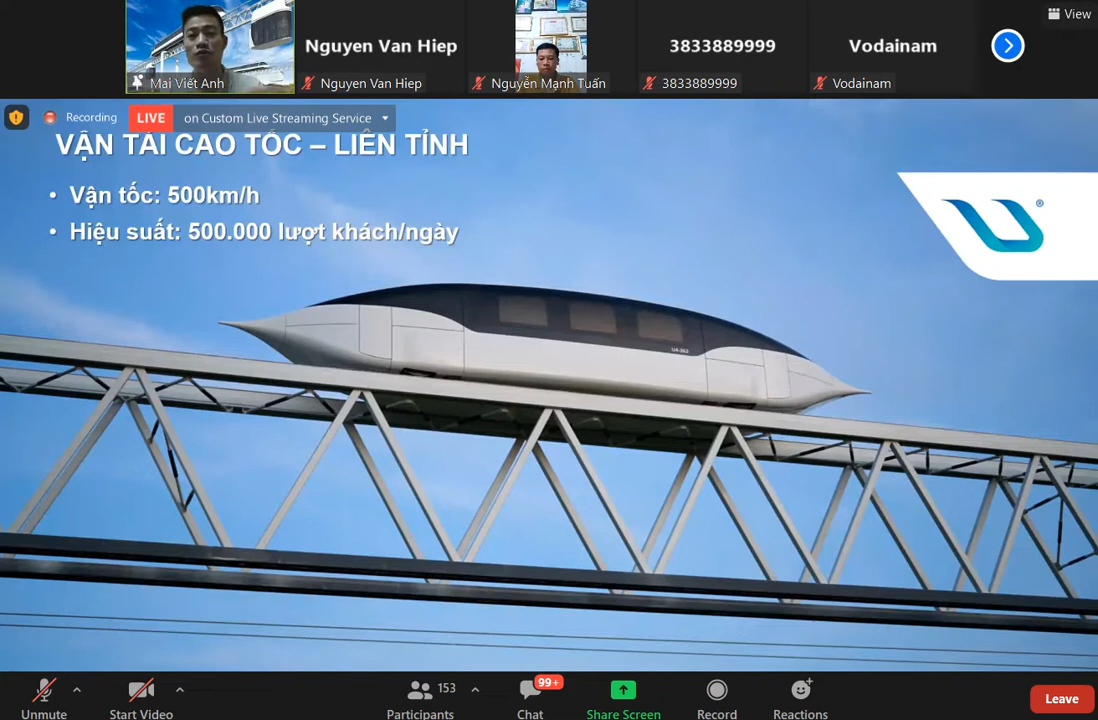 View
Nguyen Van Hiep
3833889999
Vodainam
Mai Viết Anh
Nguyen Van Hiep
Nguyễn Mạnh Tuấn
3833889999
Vodainam
Recording
LIVE
on Custom Live Streaming Service
VẬN TẢI CAO TỐC – LIÊN TỈNH
• Vận tốc: 500km/h
• Hiệu suất: 500.000 lượt khách/ngày
®
U4-362
Unmute
Start Video
Participants
153
Chat
99+
Share Screen
Record
Reactions
Leave